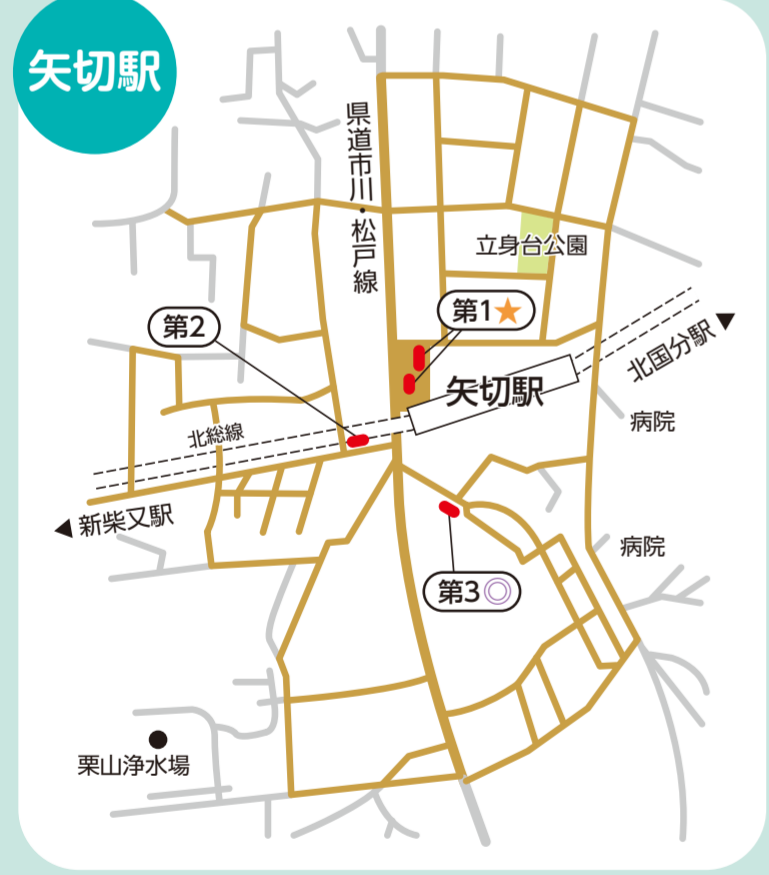 矢切駅
県道市川・松戸線
立身台公園
第1★
第2
矢切駅
北国分駅▶
病院
北総線
◀新柴又駅
病院
第3◎
栗山浄水場